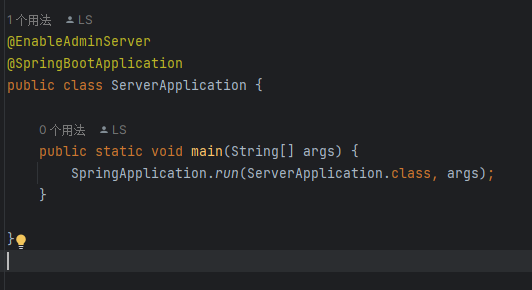 1 个用法 LS
@EnableAdminServer
@SpringBootApplication
public class ServerApplication {
0 个用法 LS
public static void main(String[] args) {
SpringApplication.run(ServerApplication.class, args);
}
}